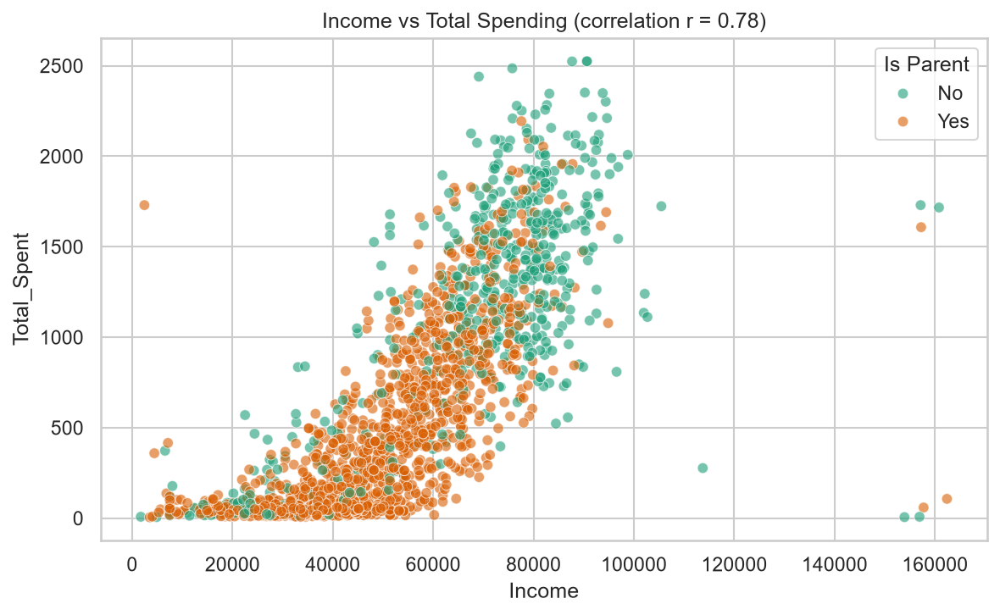 Income vs Total Spending (correlation r = 0.78)
Is Parent
No
Yes
Total_Spent
2500
2000
1500
1000
500
0
0 20000 40000 60000 80000 100000 120000 140000 160000
Income